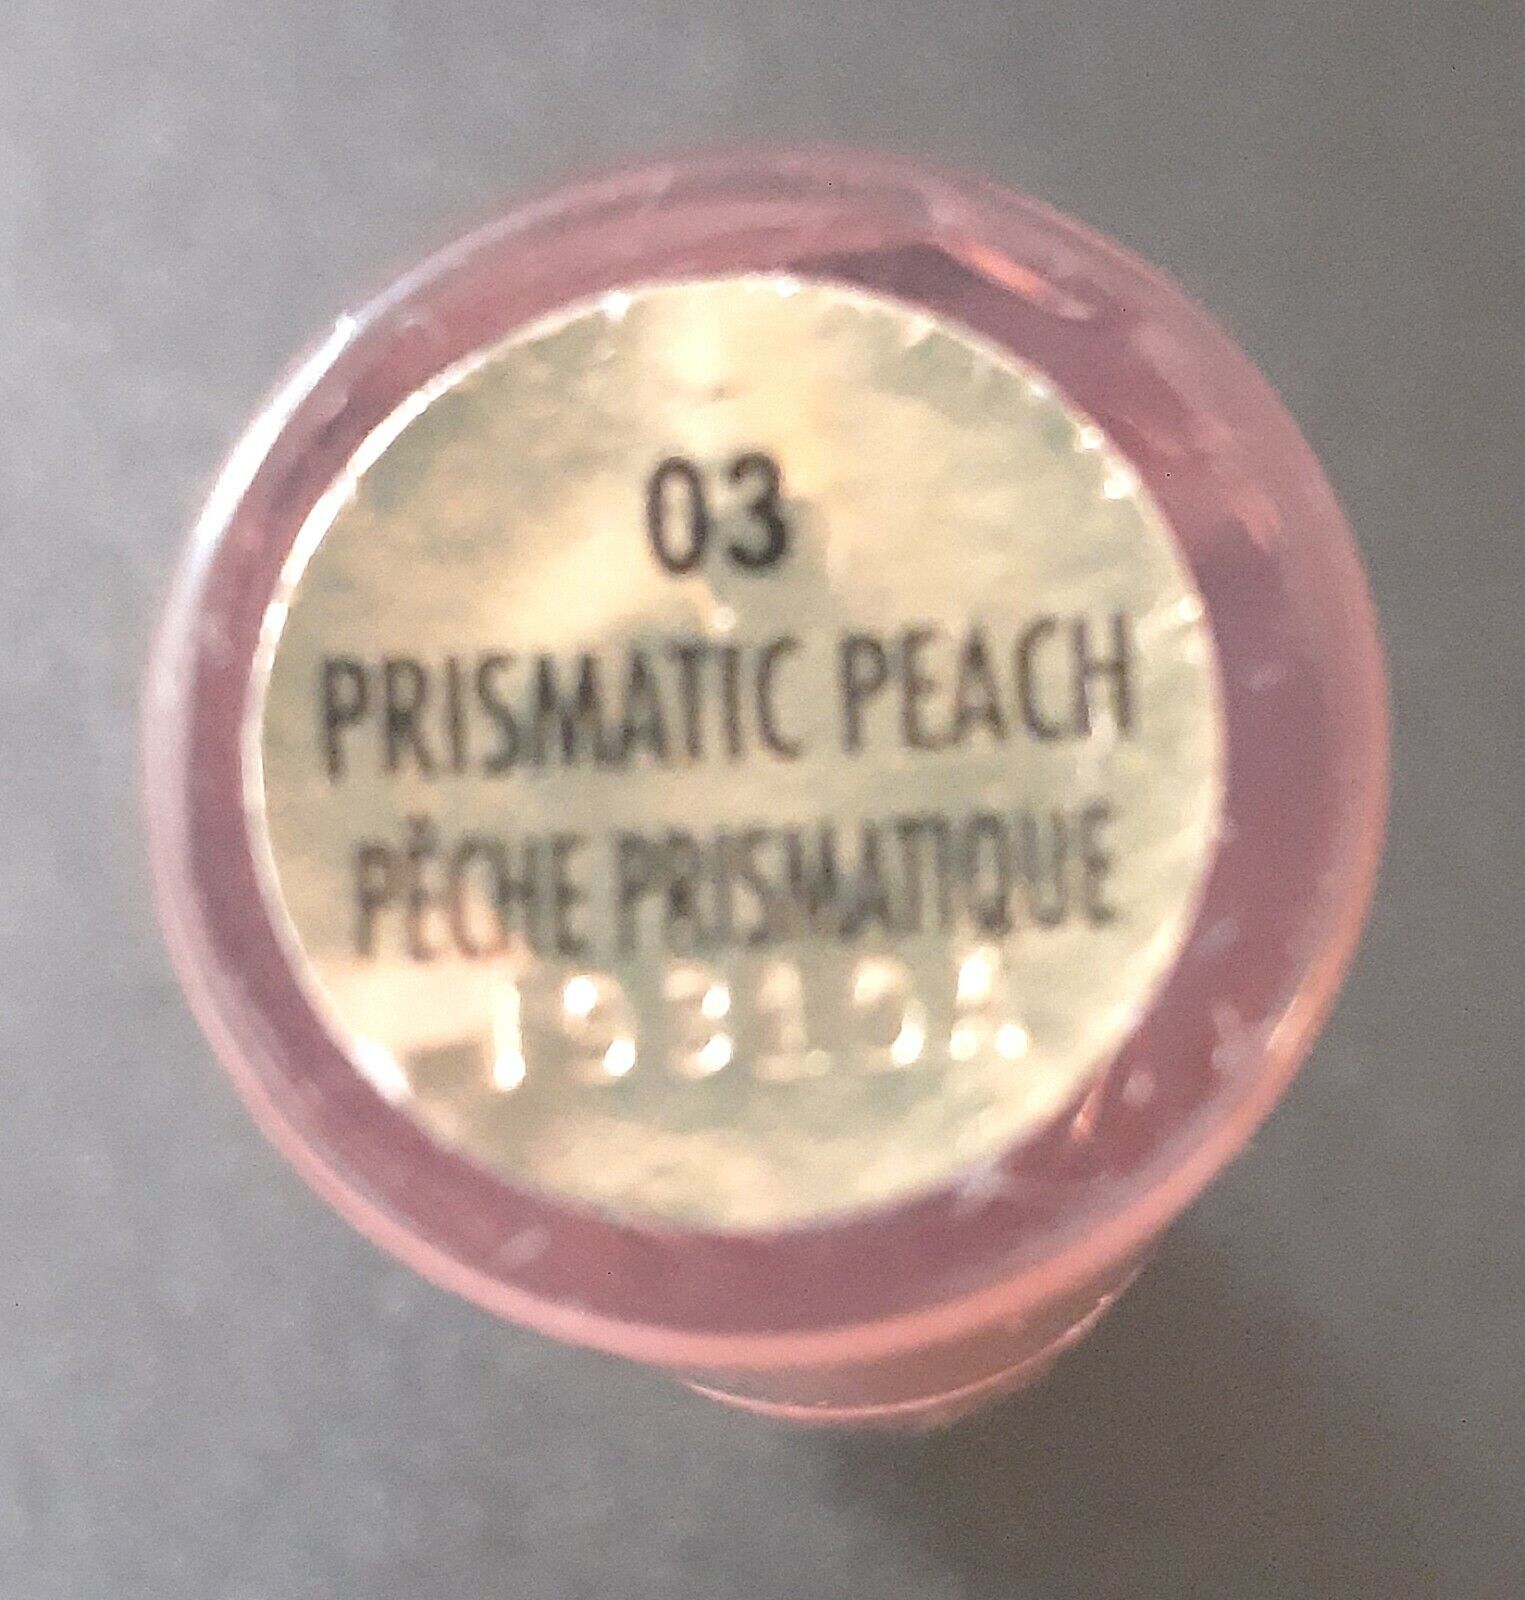 03
PRISMATIC PEACH
PÊCHE PRISMATIQUE